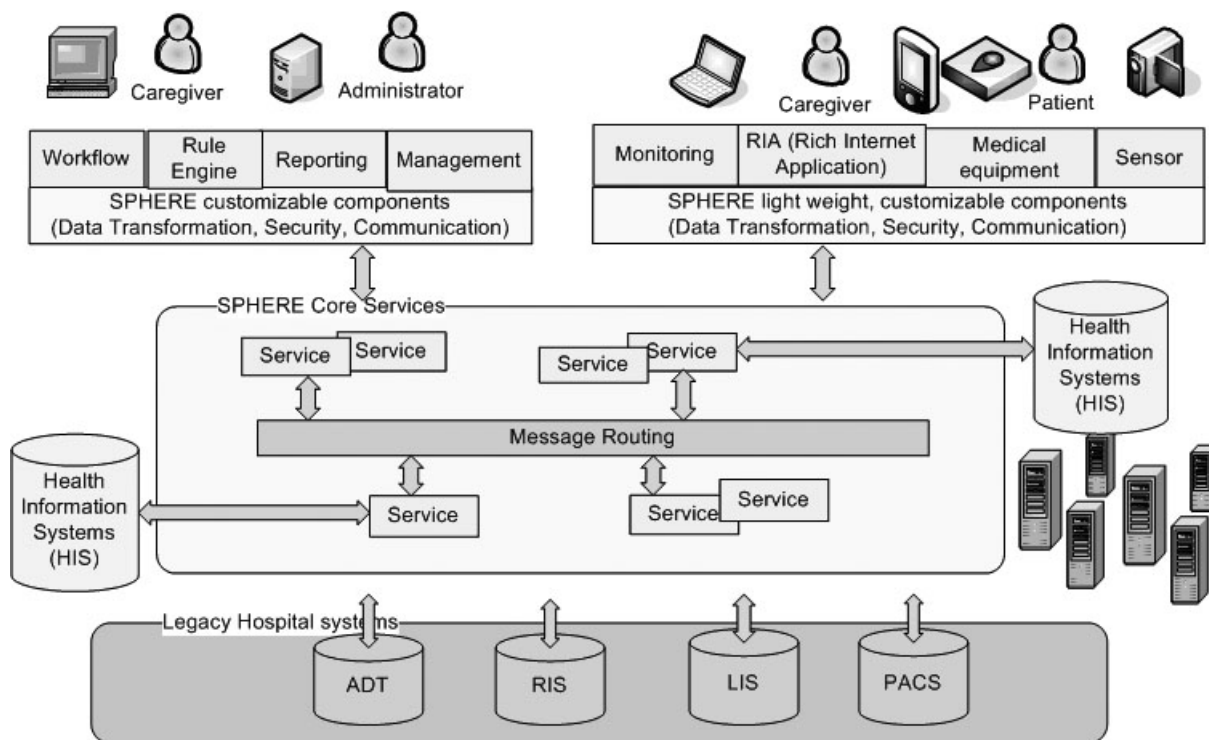 Caregiver
Administrator
Caregiver
Patient
Workflow
Rule
Engine
Reporting
Management
SPHERE customizable components
(Data Transformation, Security, Communication)
Monitoring
RIA (Rich Internet
Application)
Medical
equipment
Sensor
SPHERE light weight, customizable components
(Data Transformation, Security, Communication)
SPHERE Core Services
Service
Service
Service
Service
Health
Information
Systems
(HIS)
Message Routing
Health
Information
Systems
(HIS)
Service
Service
Service
Legacy Hospital systems
ADT
RIS
LIS
PACS